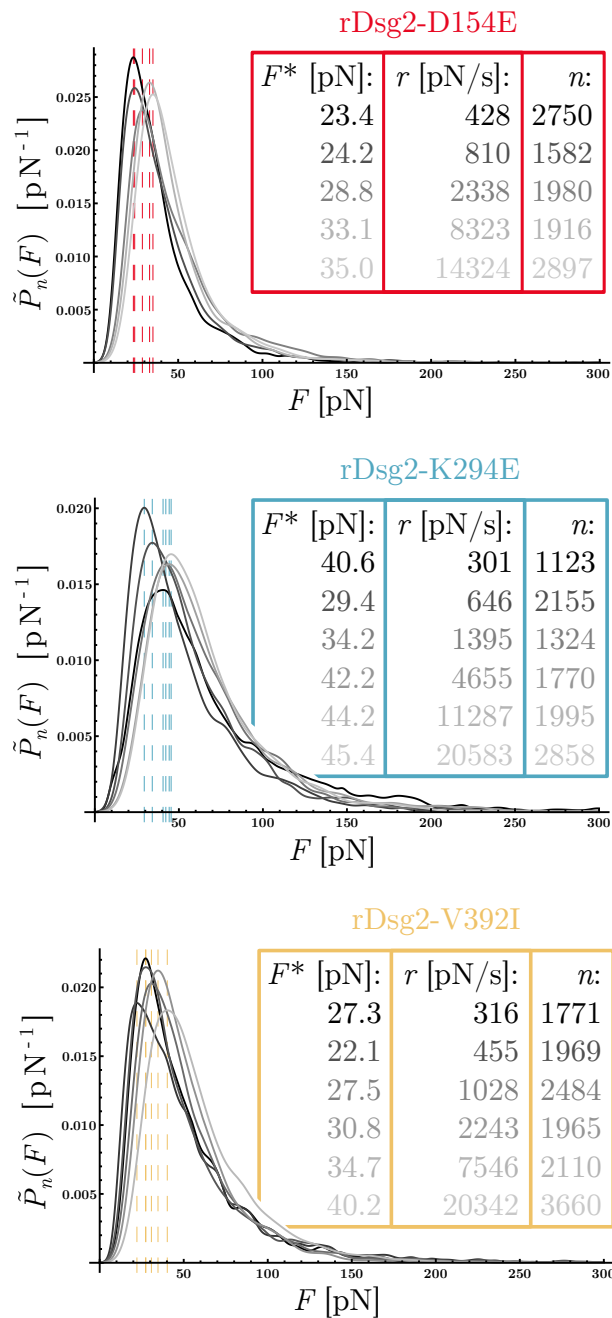 rDsg2-D154E
F* [pN]: r [pN/s]: n:
23.4 428 2750
24.2 810 1582
28.8 2338 1980
33.1 8323 1916
35.0 14324 2897
0.025
0.020
0.015
0.010
0.005
P̃ₙ(F) [pN⁻¹]
50 100 150 200 250 300
F [pN]
rDsg2-K294E
F* [pN]: r [pN/s]: n:
40.6 301 1123
29.4 646 2155
34.2 1395 1324
42.2 4655 1770
44.2 11287 1995
45.4 20583 2858
0.020
0.015
0.010
0.005
P̃ₙ(F) [pN⁻¹]
50 100 150 200 250 300
F [pN]
rDsg2-V392I
F* [pN]: r [pN/s]: n:
27.3 316 1771
22.1 455 1969
27.5 1028 2484
30.8 2243 1965
34.7 7546 2110
40.2 20342 3660
0.020
0.015
0.010
0.005
P̃ₙ(F) [pN⁻¹]
50 100 150 200 250 300
F [pN]